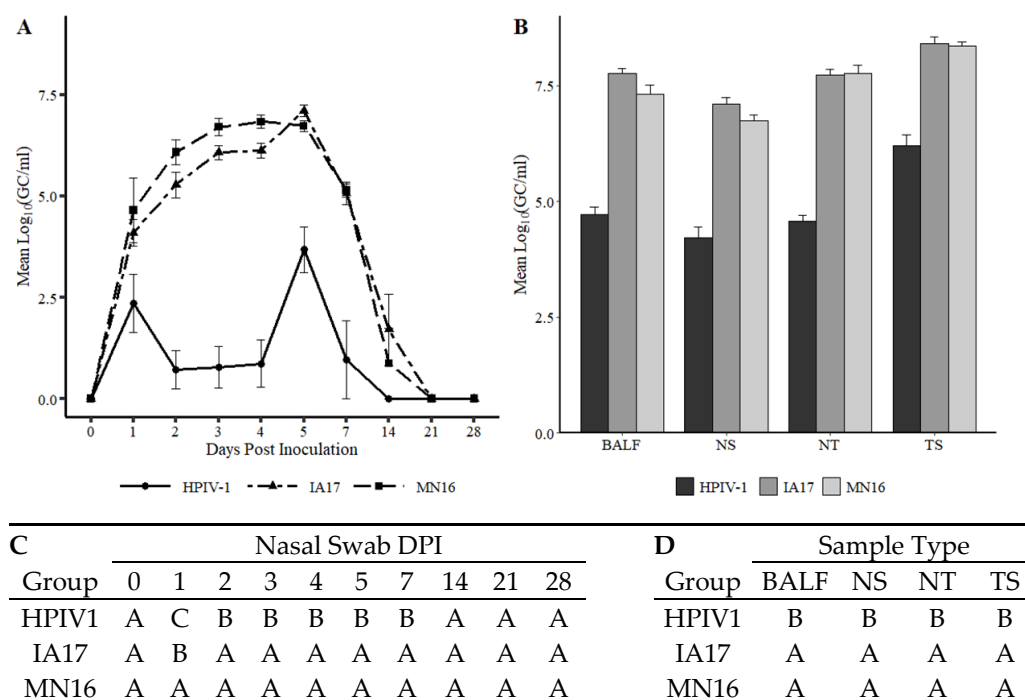 A
Mean Log10(GC/ml)
7.5
5.0
2.5
0.0
0 1 2 3 4 5 7 14 21 28
Days Post Inoculation
HPIV-1 IA17 MN16
B
Mean Log10(GC/ml)
7.5
5.0
2.5
0.0
BALF NS NT TS
HPIV-1 IA17 MN16
C Nasal Swab DPI
Group 0 1 2 3 4 5 7 14 21 28
HPIV1 A C B B B B B A A A
IA17 A B A A A A A A A A
MN16 A A A A A A A A A A
D Sample Type
Group BALF NS NT TS
HPIV1 B B B B
IA17 A A A A
MN16 A A A A